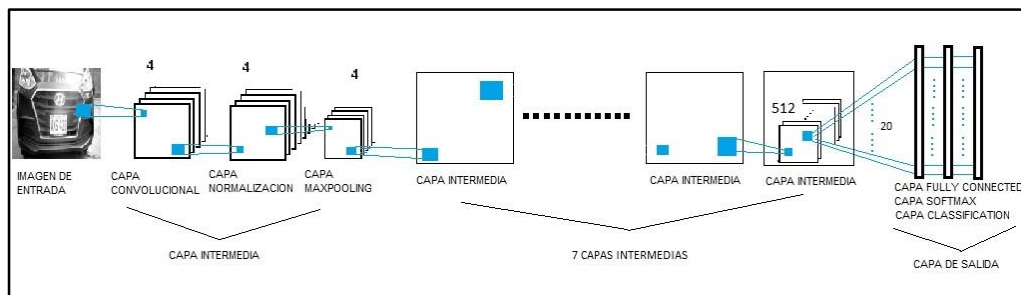 4
4
4
512
20
IMAGEN DE
ENTRADA
CAPA
CONVOLUCIONAL
CAPA
NORMALIZACION
CAPA
MAXPOOLING
CAPA INTERMEDIA
CAPA INTERMEDIA
CAPA INTERMEDIA
CAPA FULLY CONNECTED
CAPA SOFTMAX
CAPA CLASSIFICATION
CAPA INTERMEDIA
7 CAPAS INTERMEDIAS
CAPA DE SALIDA